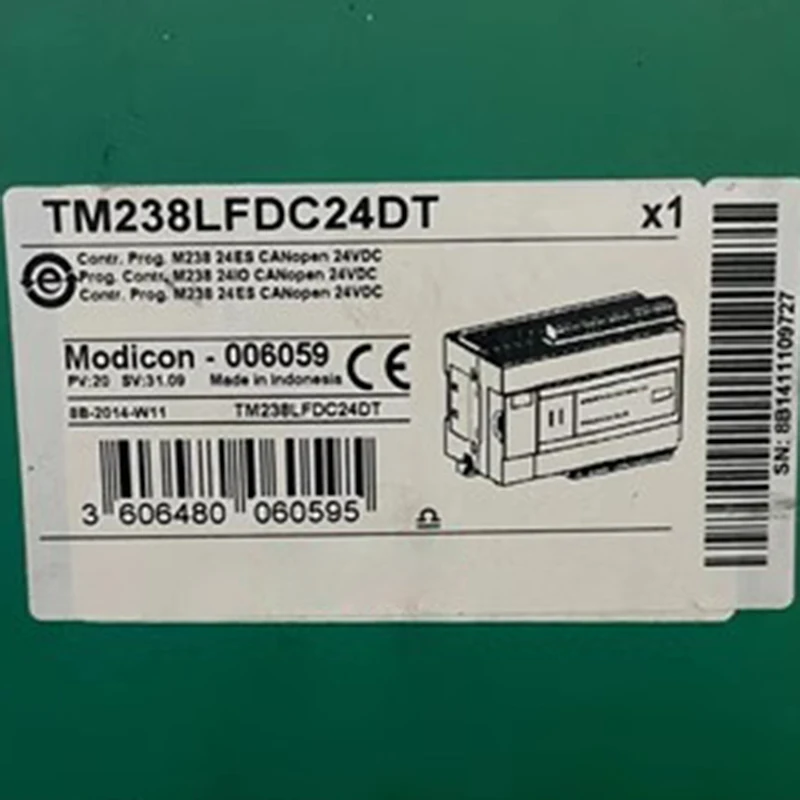 TM238LFDC24DT x1
Contr. Prog. M238 24ES CANopen 24VDC
Prog. Contr. M238 24IO CANopen 24VDC
Contr. Prog. M238 24ES CANopen 24VDC
Modicon - 006059 CE
PV:20 SV:31.09 Made in Indonesia
8B-2014-W11 TM238LFDC24DT
3 606480 060595
SN: 8B1411109727